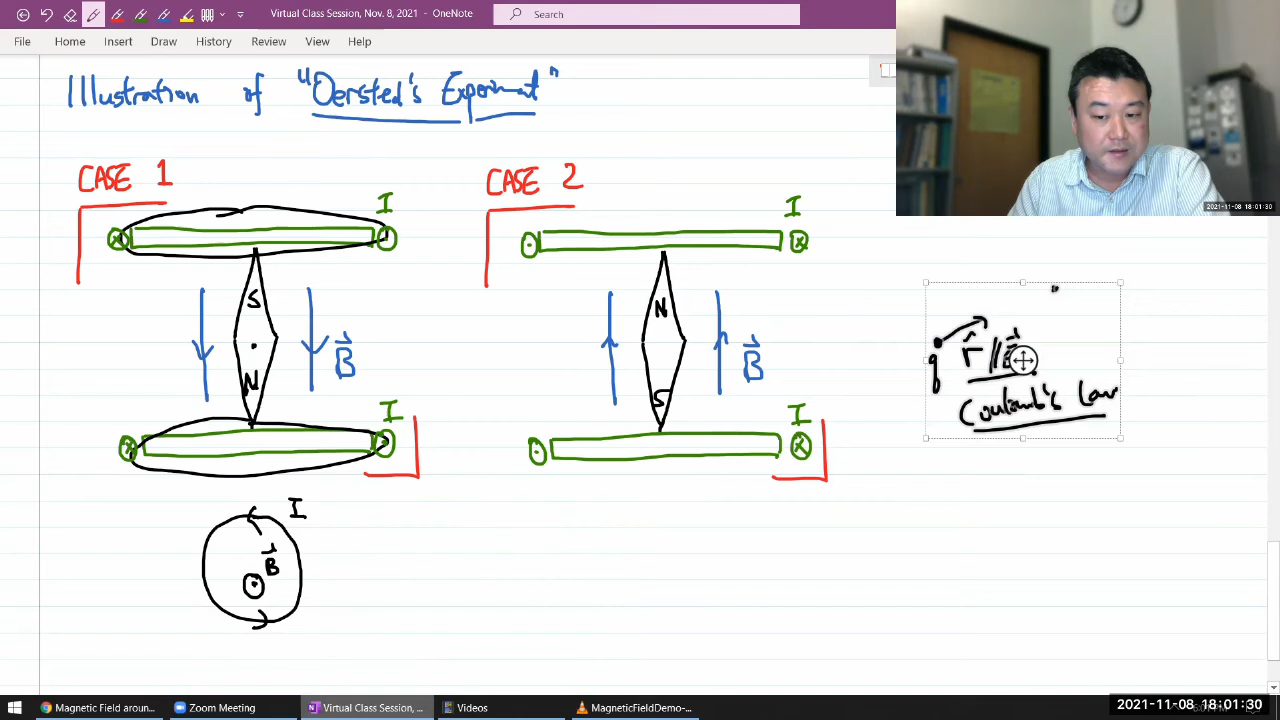 Virtual Class Session, Nov. 8, 2021 - OneNote
Search
File Home Insert Draw History Review View Help
Illustration of "Oersted's Experiment"
CASE 1
CASE 2
I
I
S
N
B
B
N
S
I
I
I
B
q
r //
Coulomb's Law
2021-11-08 18:01:30
Magnetic Field aroun...
Zoom Meeting
Virtual Class Session,...
Videos
MagneticFieldDemo-...
2021-11-08 18:01:30